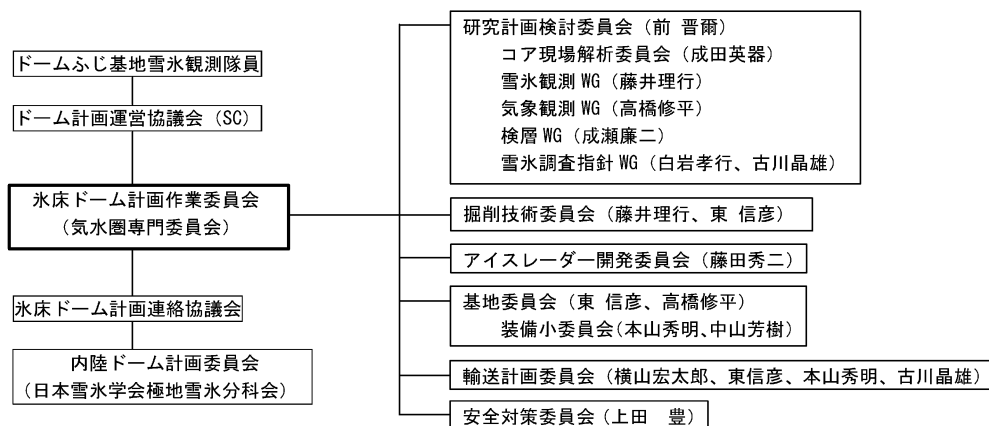 ドームふじ基地雪氷観測隊員
ドーム計画運営協議会（SC）
氷床ドーム計画作業委員会
（気水圏専門委員会）
氷床ドーム計画連絡協議会
内陸ドーム計画委員会
（日本雪氷学会極地雪氷分科会）
研究計画検討委員会（前 晋爾）
コア現場解析委員会（成田英器）
雪氷観測 WG（藤井理行）
気象観測 WG（高橋修平）
検層 WG（成瀬廉二）
雪氷調査指針 WG（白岩孝行、古川晶雄）
掘削技術委員会（藤井理行、東 信彦）
アイスレーダー開発委員会（藤田秀二）
基地委員会（東 信彦、高橋修平）
装備小委員会（本山秀明、中山芳樹）
輸送計画委員会（横山宏太郎、東信彦、本山秀明、古川晶雄）
安全対策委員会（上田　豊）